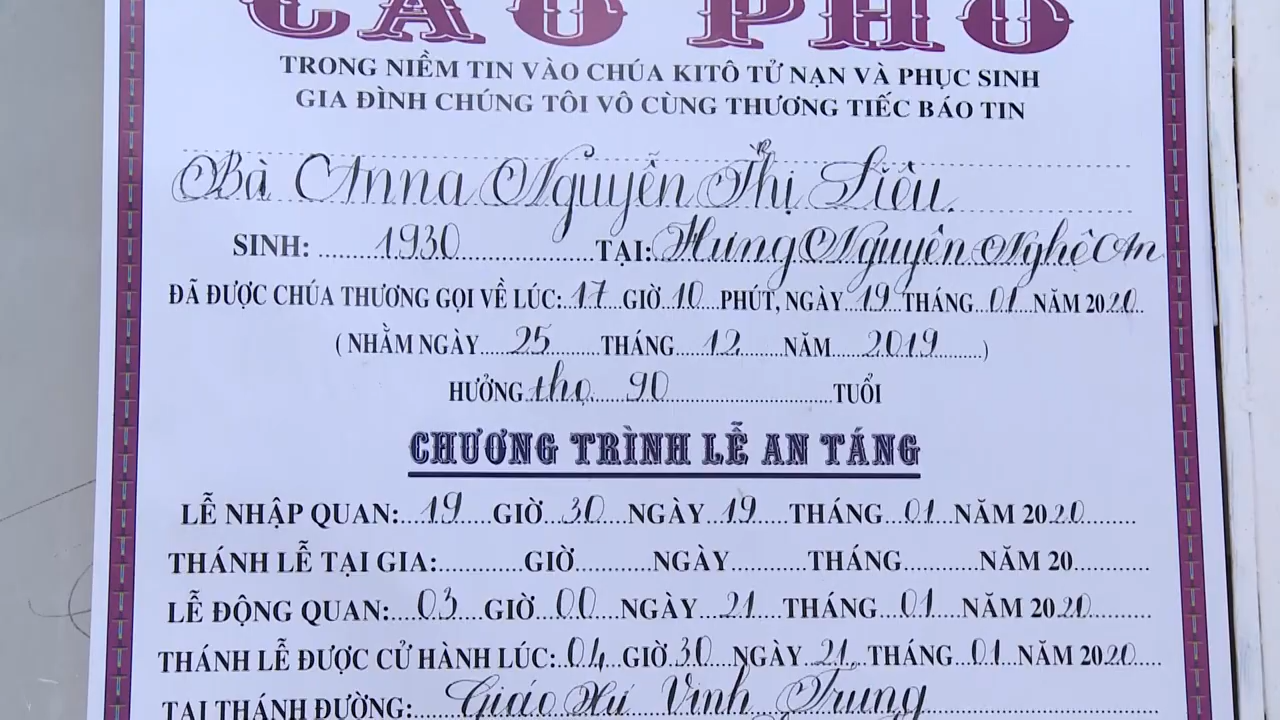 CÁO PHÓ
TRONG NIỀM TIN VÀO CHÚA KITÔ TỬ NẠN VÀ PHỤC SINH
GIA ĐÌNH CHÚNG TÔI VÔ CÙNG THƯƠNG TIẾC BÁO TIN
Bà Anna Nguyễn Thị Liêu.
SINH: 1930 TẠI: Hưng Nguyên Nghệ An
ĐÃ ĐƯỢC CHÚA THƯƠNG GỌI VỀ LÚC: 17 GIỜ 10 PHÚT, NGÀY 19 THÁNG 01 NĂM 2020
( NHẰM NGÀY 25 THÁNG 12 NĂM 2019 )
HƯỞNG thọ 90 TUỔI
CHƯƠNG TRÌNH LỄ AN TÁNG
LỄ NHẬP QUAN: 19 GIỜ 30 NGÀY 19 THÁNG 01 NĂM 2020
THÁNH LỄ TẠI GIA: GIỜ NGÀY THÁNG NĂM 20
LỄ ĐỘNG QUAN: 03 GIỜ 00 NGÀY 21 THÁNG 01 NĂM 2020
THÁNH LỄ ĐƯỢC CỬ HÀNH LÚC: 04 GIỜ 30 NGÀY 21 THÁNG 01 NĂM 2020
TẠI THÁNH ĐƯỜNG: Giáo Xứ Vinh Trung